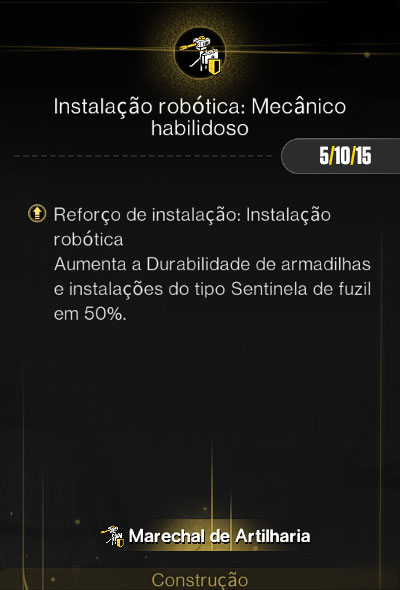 Instalação robótica: Mecânico
habilidoso
5/10/15
Reforço de instalação: Instalação
robótica
Aumenta a Durabilidade de armadilhas
e instalações do tipo Sentinela de fuzil
em 50%.
Marechal de Artilharia
Construção